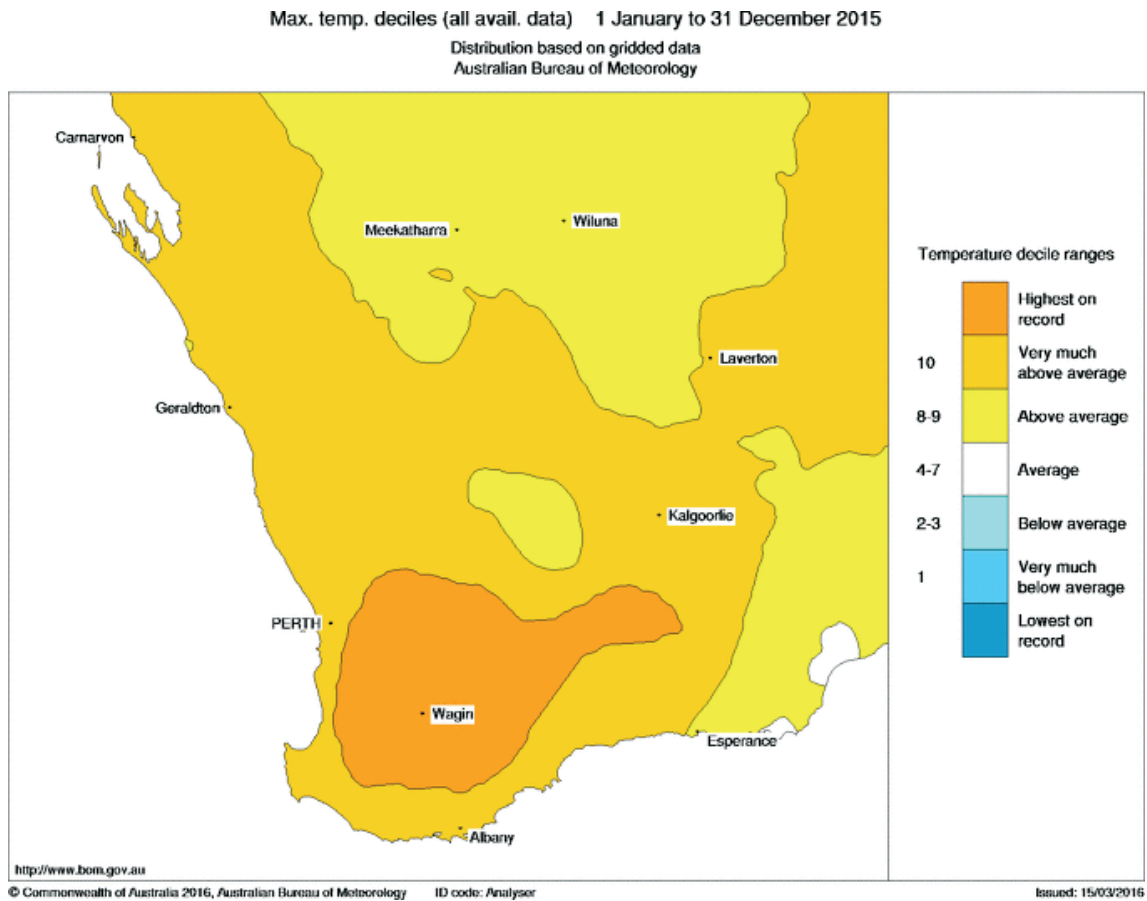 Max. temp. deciles (all avail. data) 1 January to 31 December 2015
Distribution based on gridded data
Australian Bureau of Meteorology
Carnarvon
Meekatharra
Wiluna
Laverton
Geraldton
Kalgoorlie
PERTH
Wagin
Esperance
Albany
Temperature decile ranges
Highest on
record
10 Very much
above average
8-9 Above average
4-7 Average
2-3 Below average
1 Very much
below average
Lowest on
record
http://www.bom.gov.au
© Commonwealth of Australia 2016, Australian Bureau of Meteorology ID code: Analyser Issued: 15/03/2016